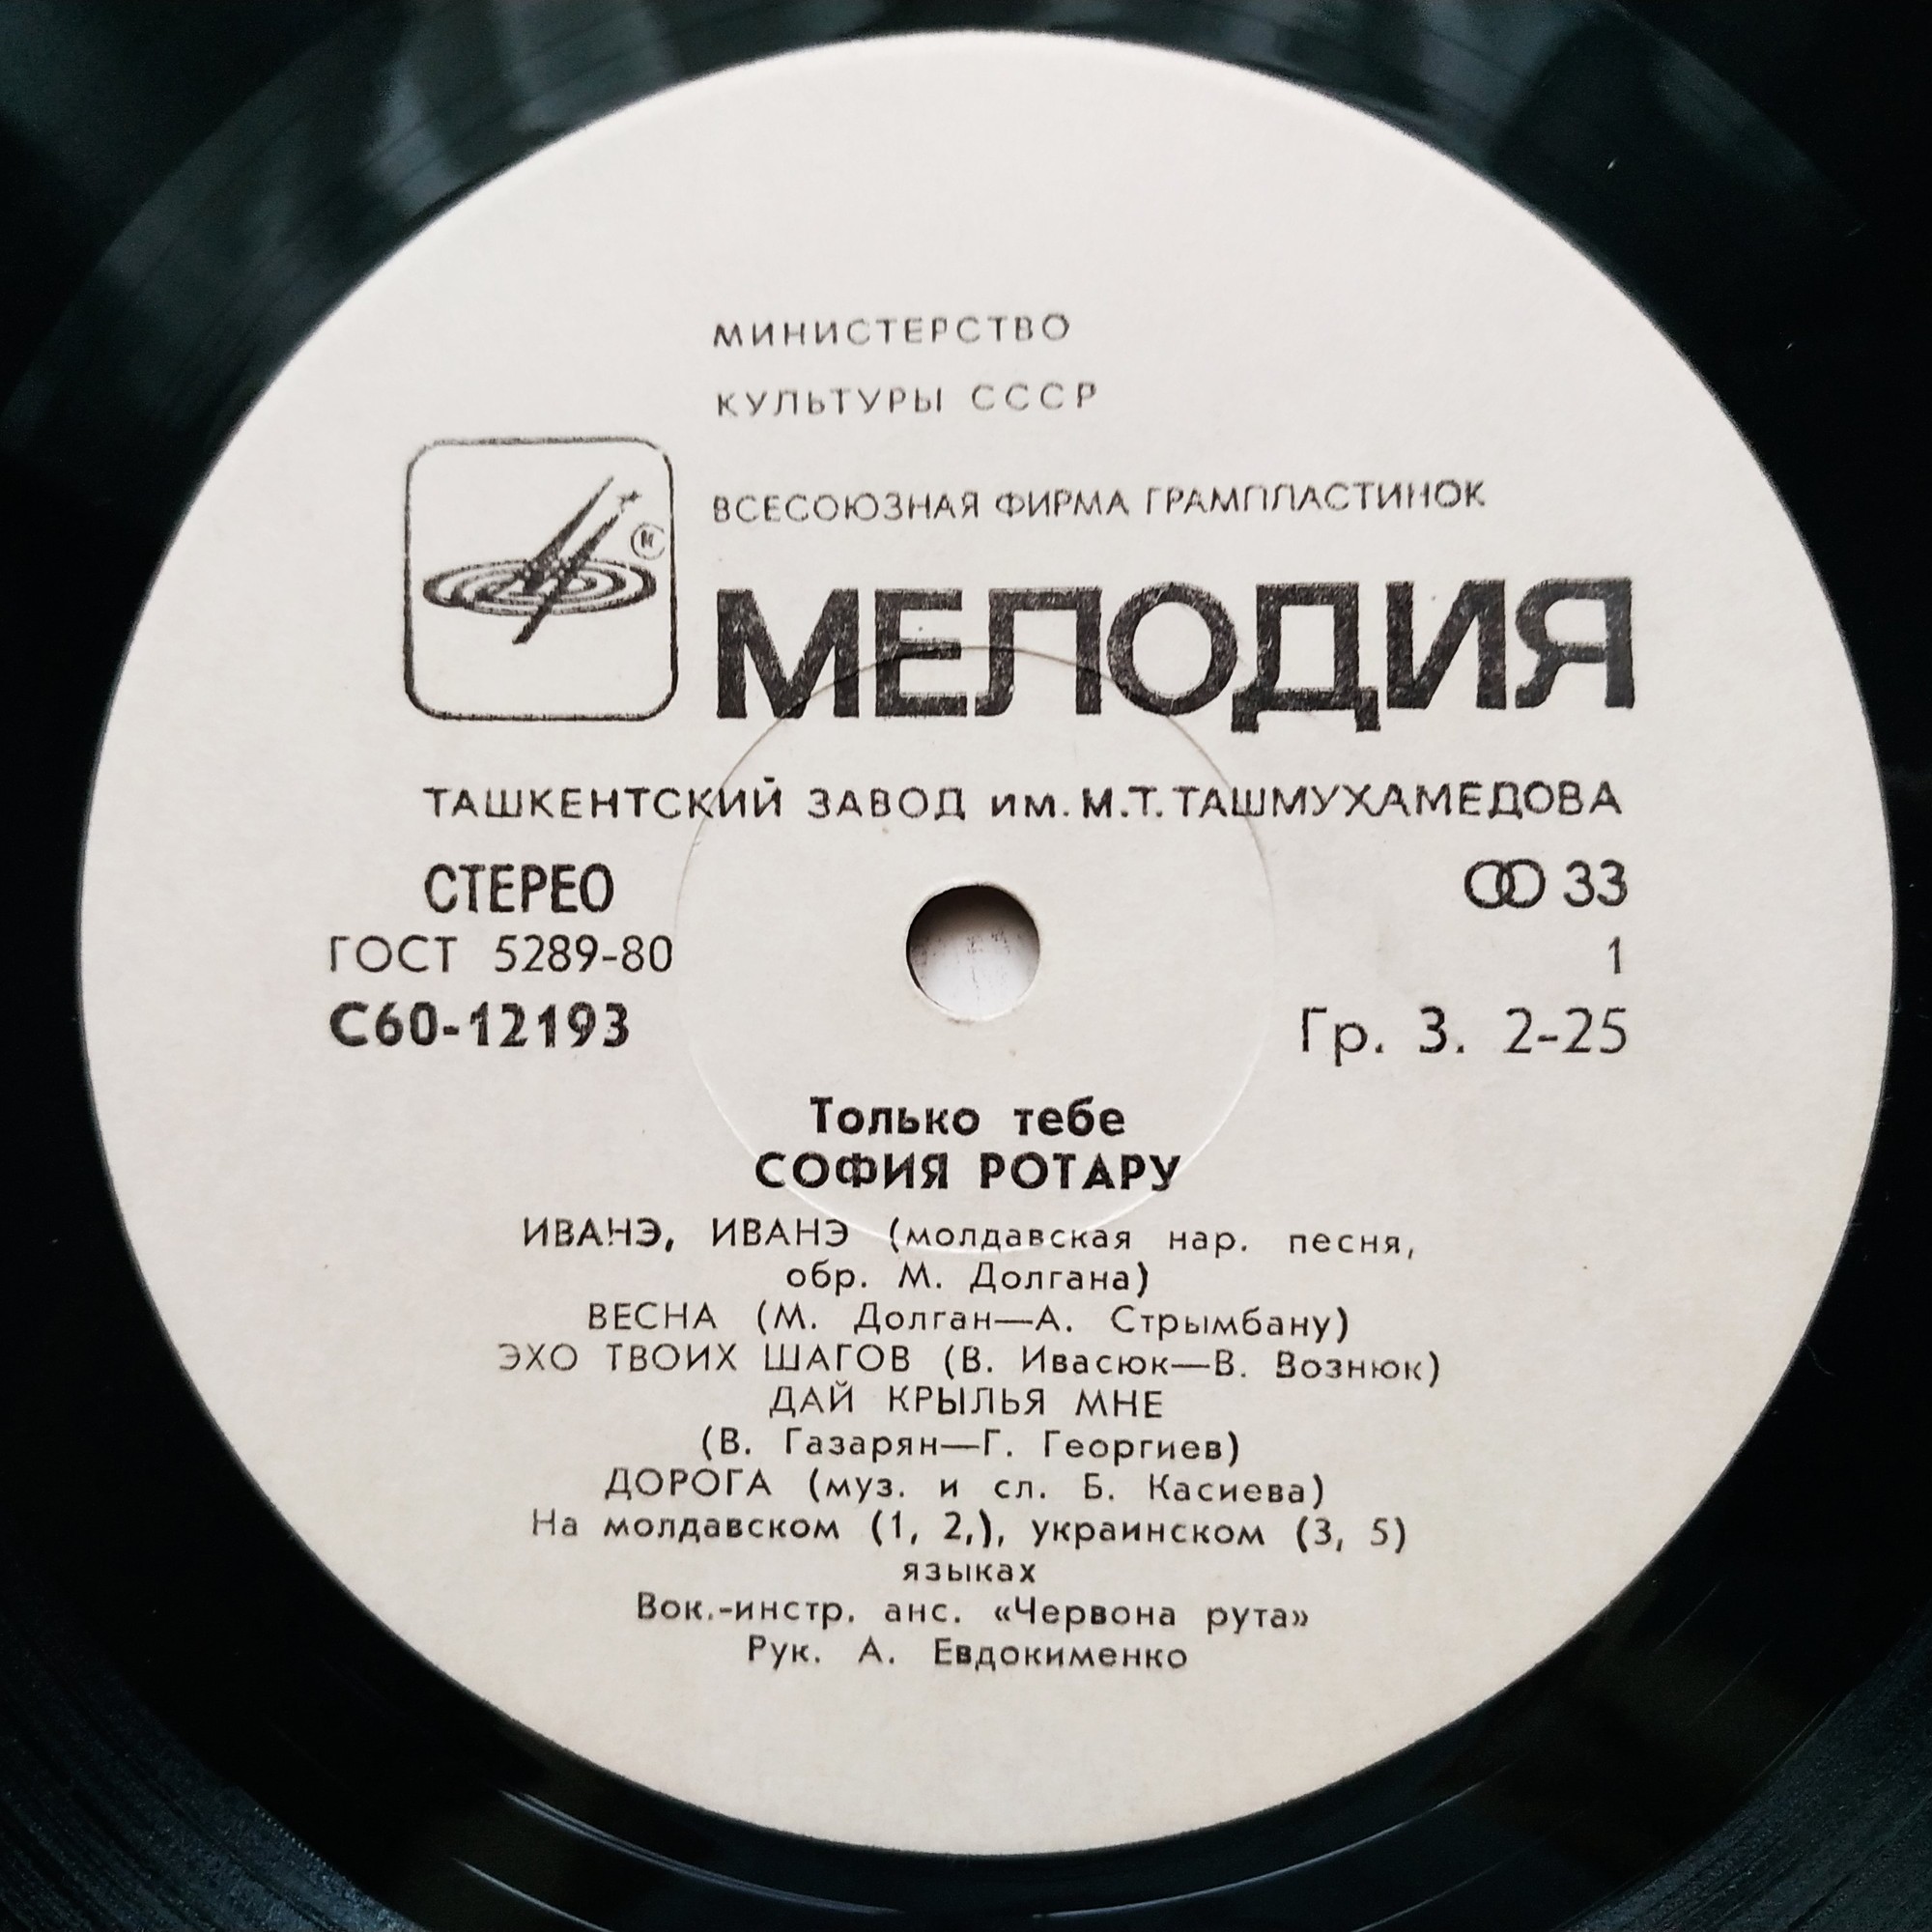 МИНИСТЕРСТВО
КУЛЬТУРЫ СССР
ВСЕСОЮЗНАЯ ФИРМА ГРАМПЛАСТИНОК
МЕЛОДИЯ
ТАШКЕНТСКИЙ ЗАВОД им. М.Т. ТАШМУХАМЕДОВА
СТЕРЕО 33
ГОСТ 5289-80 1
С60-12193 Гр. 3. 2-25
Только тебе
СОФИЯ РОТАРУ
ИВАНЭ, ИВАНЭ (молдавская нар. песня,
обр. М. Долгана)
ВЕСНА (М. Долган—А. Стрымбану)
ЭХО ТВОИХ ШАГОВ (В. Ивасюк—В. Вознюк)
ДАЙ КРЫЛЬЯ МНЕ
(В. Газарян—Г. Георгиев)
ДОРОГА (муз. и сл. Б. Касиева)
На молдавском (1, 2,), украинском (3, 5)
языках
Вок.-инстр. анс. «Червона рута»
Рук. А. Евдокименко